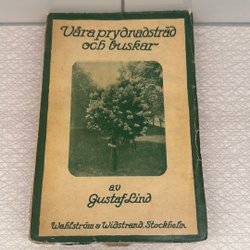 Våra prydnadsträd
och buskar
av
Gustaf Lind
Wahlström & Widstrand. Stockholm.